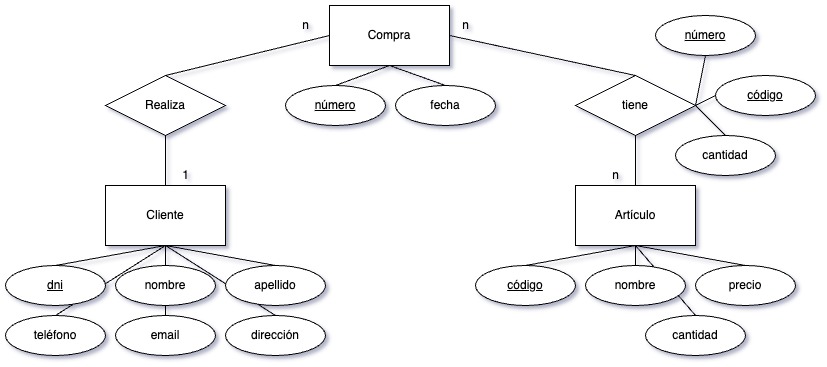 n
Compra
n
número
código
cantidad
Realiza
número
fecha
tiene
1
n
Cliente
Artículo
dni
nombre
apellido
código
nombre
precio
teléfono
email
dirección
cantidad